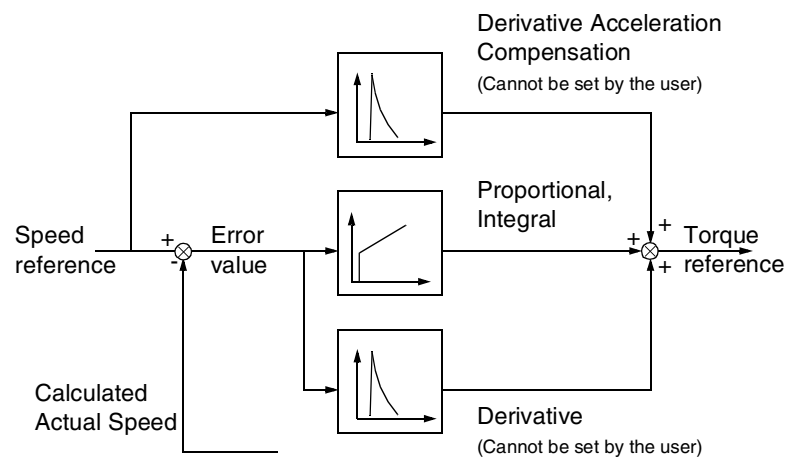 Derivative Acceleration
Compensation
(Cannot be set by the user)
Proportional,
Integral
Speed
reference
+
-
Error
value
+
+
+
Torque
reference
Calculated
Actual Speed
Derivative
(Cannot be set by the user)